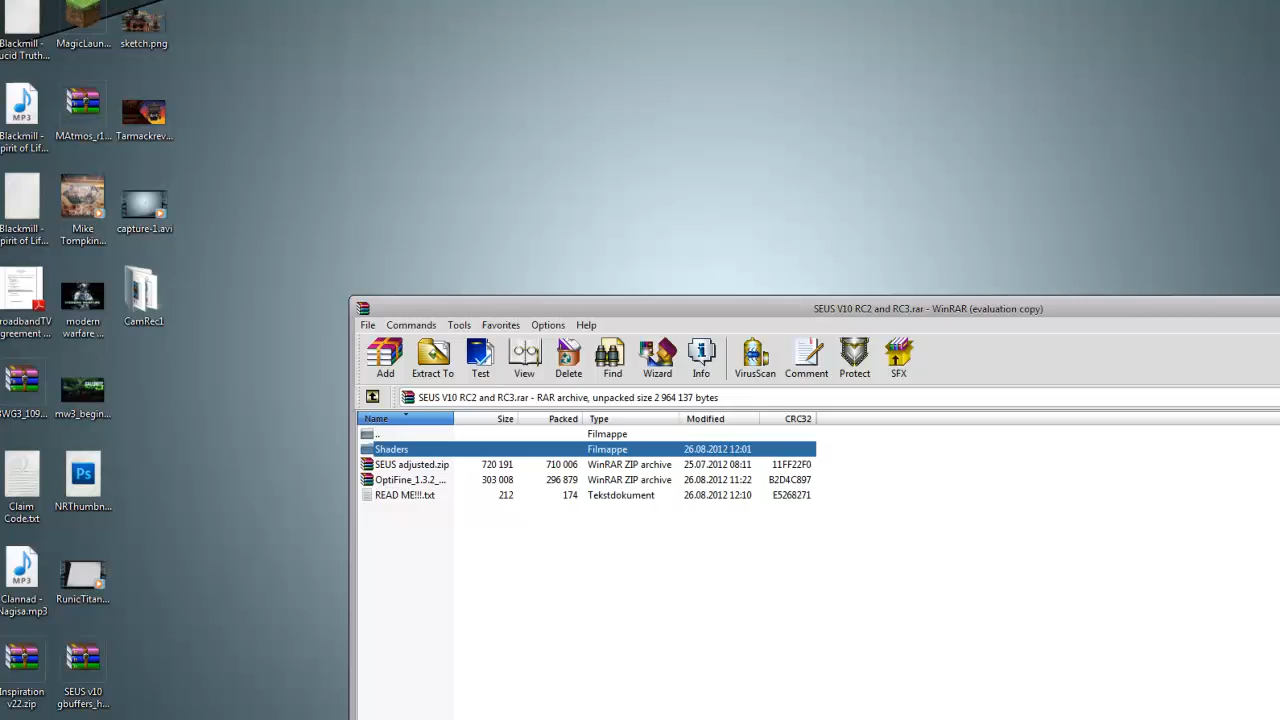 Blackmill -
ucid Truth...
MagicLaun...
sketch.png
MP3
Blackmill -
pirit of Lif...
MAtmos_r1...
Tarmackrev...
Blackmill -
pirit of Lif...
Mike
Tompkin...
capture-1.avi
roadbandTV
greement ...
modern
warfare ...
CamRec1
3WG3_109...
mw3_begin...
Claim
Code.txt
Ps
NRThumbn...
MP3
Clannad -
Nagisa.mp3
RunicTitan...
Inspiration
v22.zip
SEUS v10
gbuffers_h...
SEUS V10 RC2 and RC3.rar - WinRAR (evaluation copy)
File Commands Tools Favorites Options Help
Add Extract To Test View Delete Find Wizard Info VirusScan Comment Protect SFX
SEUS V10 RC2 and RC3.rar - RAR archive, unpacked size 2 964 137 bytes
Name Size Packed Type Modified CRC32
.. Filmappe
Shaders Filmappe 26.08.2012 12:01
SEUS adjusted.zip 720 191 710 006 WinRAR ZIP archive 25.07.2012 08:11 11FF22F0
OptiFine_1.3.2_... 303 008 296 879 WinRAR ZIP archive 26.08.2012 11:22 B2D4C897
READ ME!!!.txt 212 174 Tekstdokument 26.08.2012 12:10 E5268271